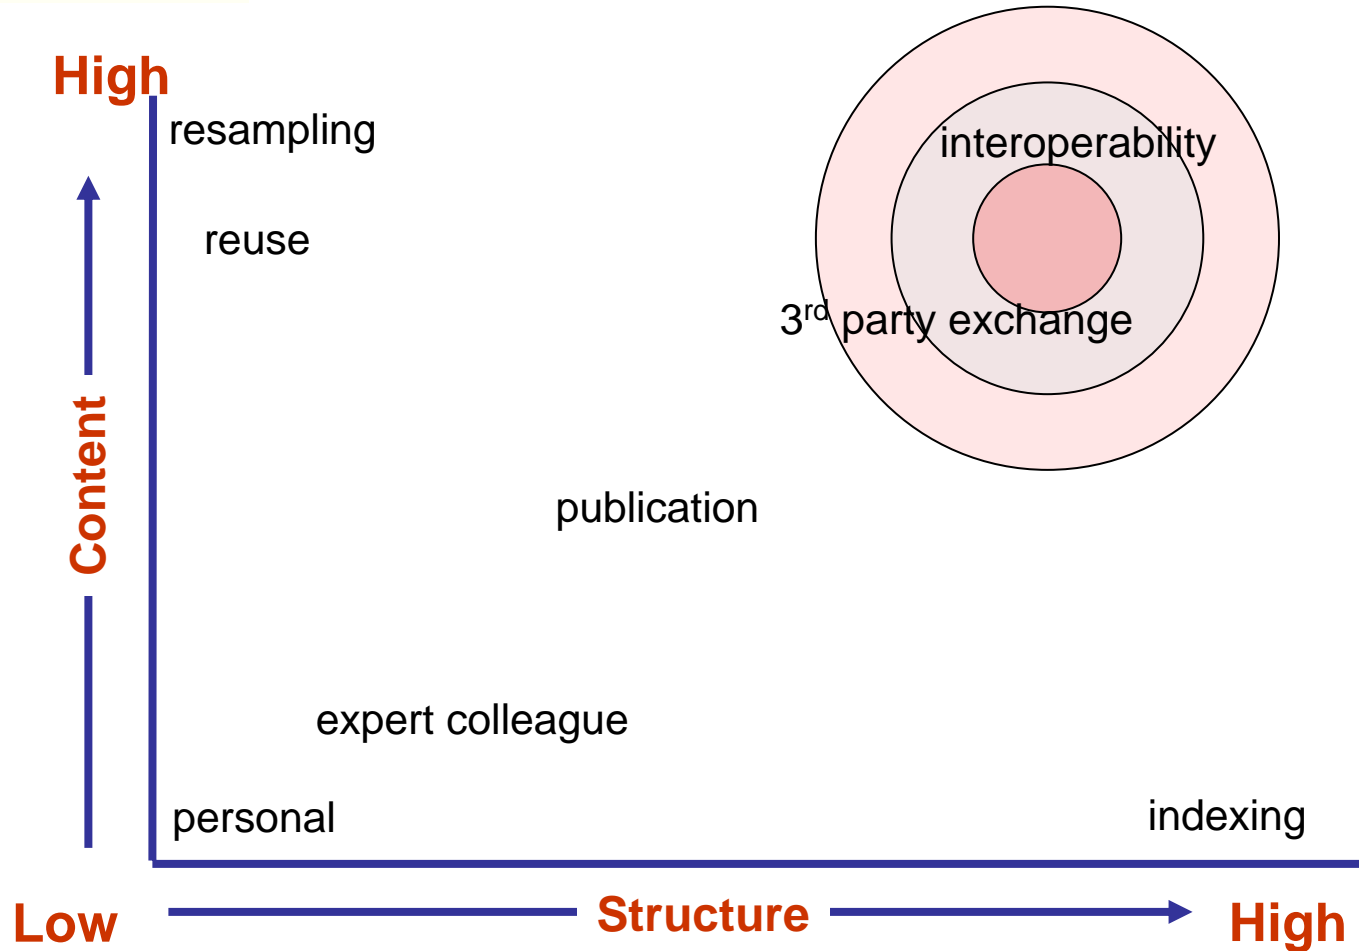 High
resampling
interoperability
reuse
3rd party exchange
Content
publication
expert colleague
personal
indexing
Low
Structure
High